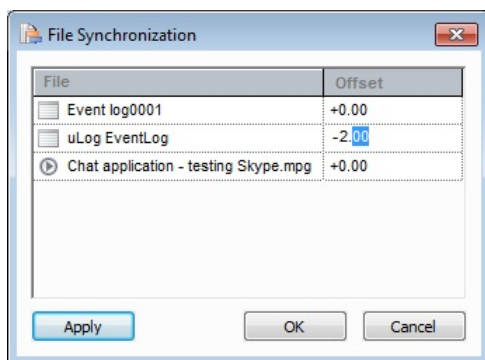 File Synchronization
File Offset
Event log0001 +0.00
uLog EventLog -2.00
Chat application - testing Skype.mpg +0.00
Apply OK Cancel